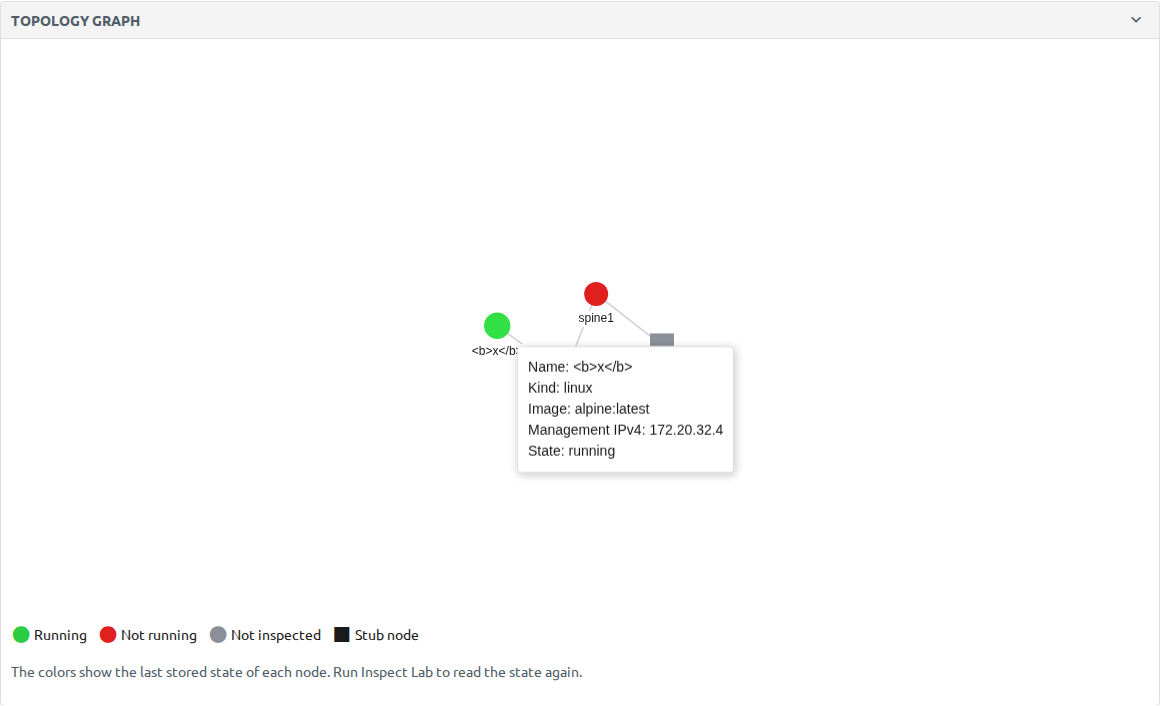 TOPOLOGY GRAPH
spine1
<b>x</b>
Name: <b>x</b>
Kind: linux
Image: alpine:latest
Management IPv4: 172.20.32.4
State: running
Running
Not running
Not inspected
Stub node
The colors show the last stored state of each node. Run Inspect Lab to read the state again.